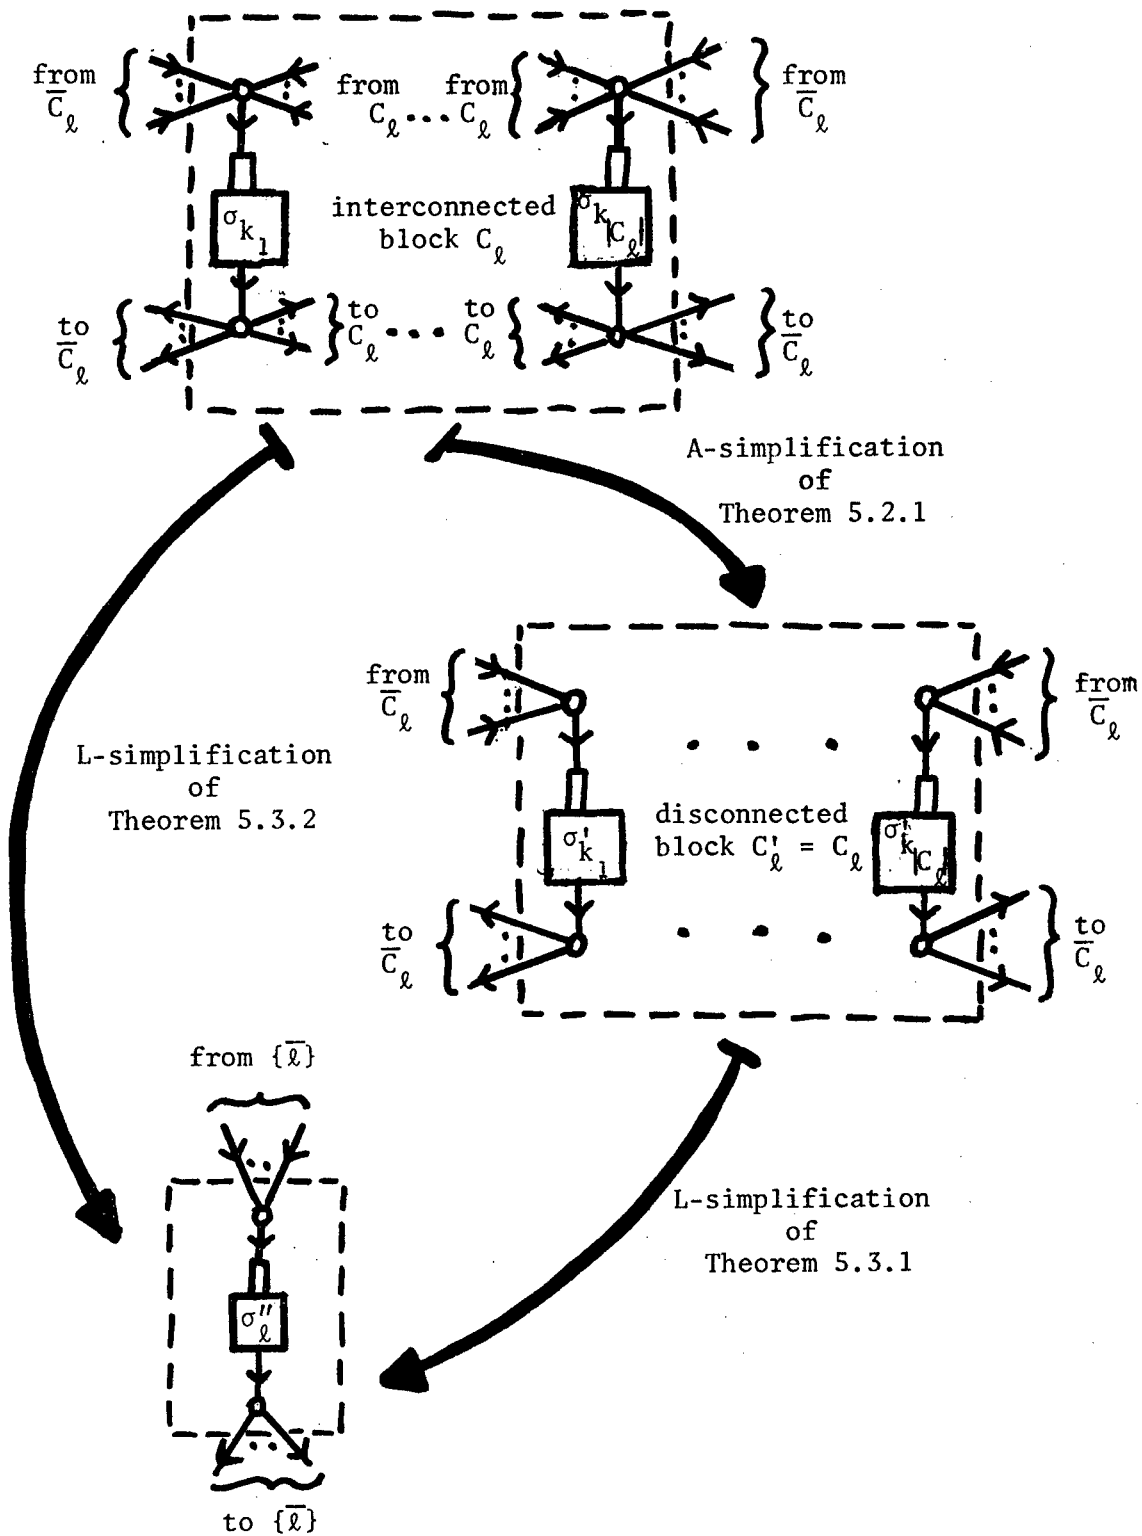 from C̅ℓ
from Cℓ ... from Cℓ
from C̅ℓ
σk1
interconnected
block Cℓ
σk|Cℓ|
to C̅ℓ
to Cℓ ... to Cℓ
to C̅ℓ
A-simplification
of
Theorem 5.2.1
from C̅ℓ
from C̅ℓ
L-simplification
of
Theorem 5.3.2
σ'k1
disconnected
block C'ℓ = Cℓ
σ'k|Cℓ|
to C̅ℓ
to C̅ℓ
from {ℓ̅}
L-simplification
of
Theorem 5.3.1
σ''ℓ
to {ℓ̅}